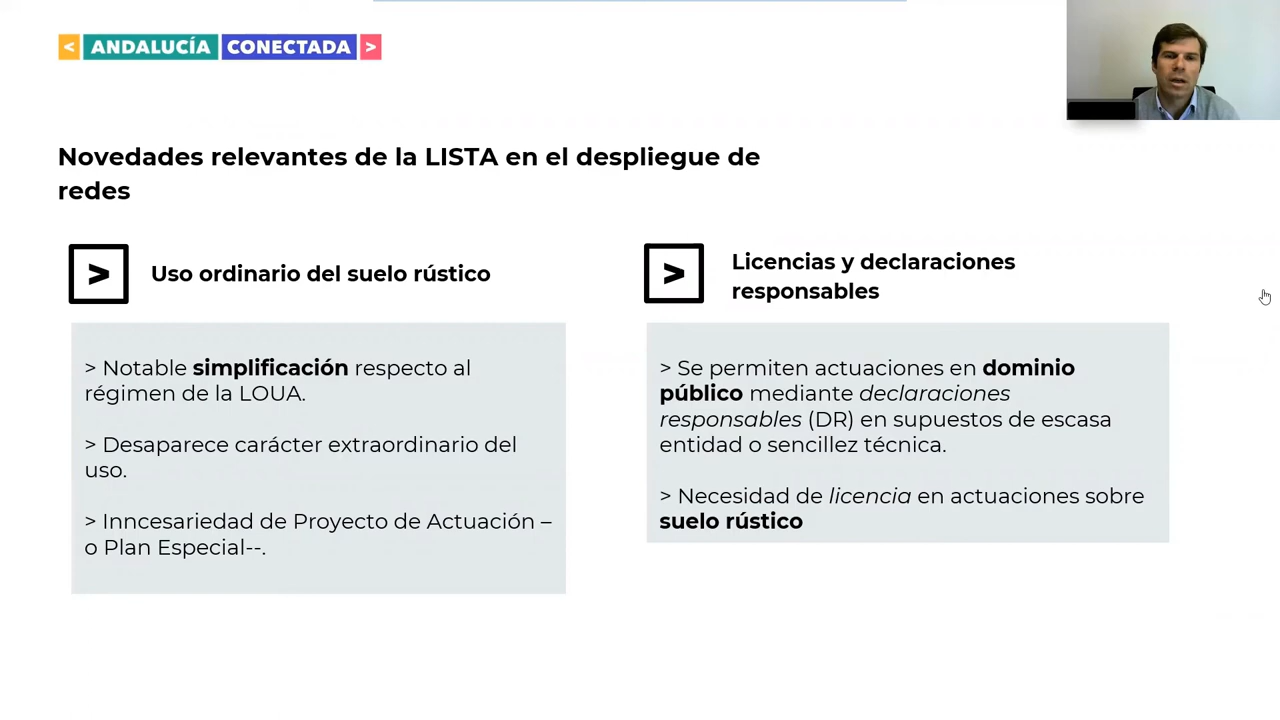 < ANDALUCÍA CONECTADA >
Novedades relevantes de la LISTA en el despliegue de
redes
> Uso ordinario del suelo rústico
> Notable simplificación respecto al
régimen de la LOUA.
> Desaparece carácter extraordinario del
uso.
> Inncesariedad de Proyecto de Actuación –
o Plan Especial--.
> Licencias y declaraciones
responsables
> Se permiten actuaciones en dominio
público mediante declaraciones
responsables (DR) en supuestos de escasa
entidad o sencillez técnica.
> Necesidad de licencia en actuaciones sobre
suelo rústico